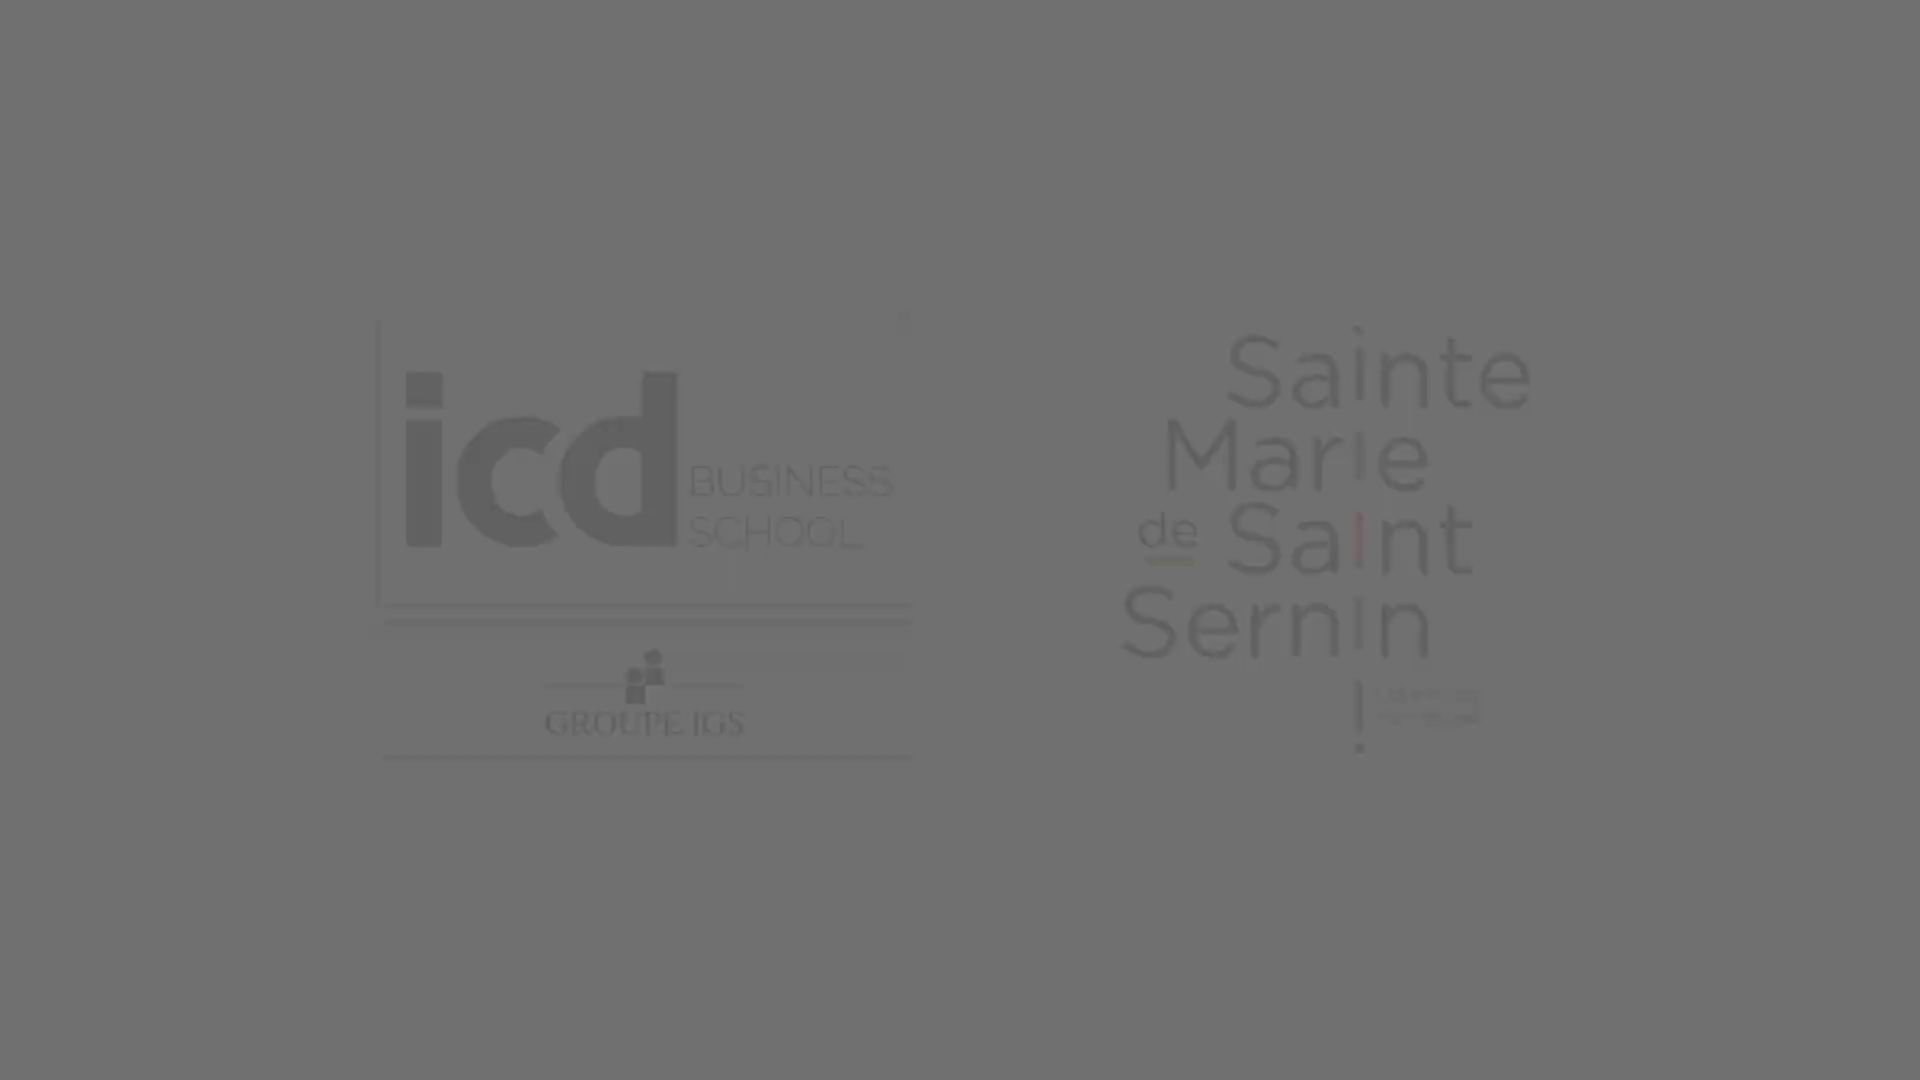 icd BUSINESS
SCHOOL
GROUPE IGS
Sainte
Marie
de Saint
Sernin